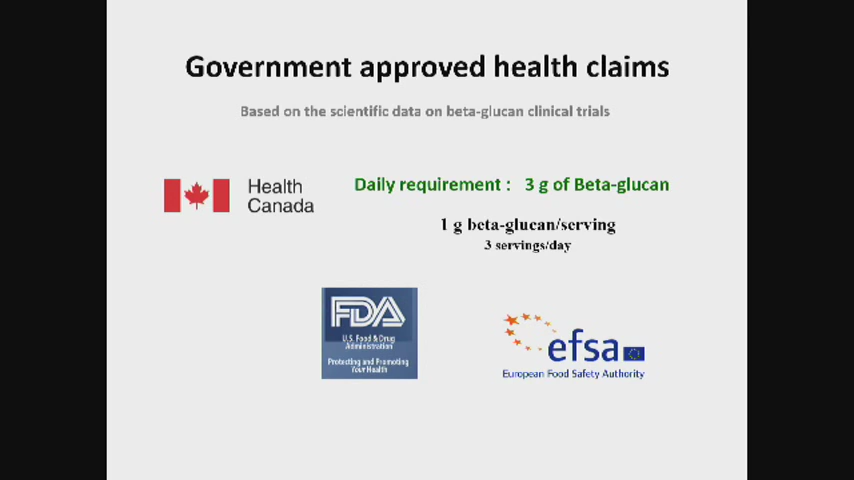 Government approved health claims
Based on the scientific data on beta-glucan clinical trials
Health
Canada
Daily requirement : 3 g of Beta-glucan
1 g beta-glucan/serving
3 servings/day
FDA
U.S. Food & Drug
Administration
Protecting and Promoting
Your Health
efsa
European Food Safety Authority